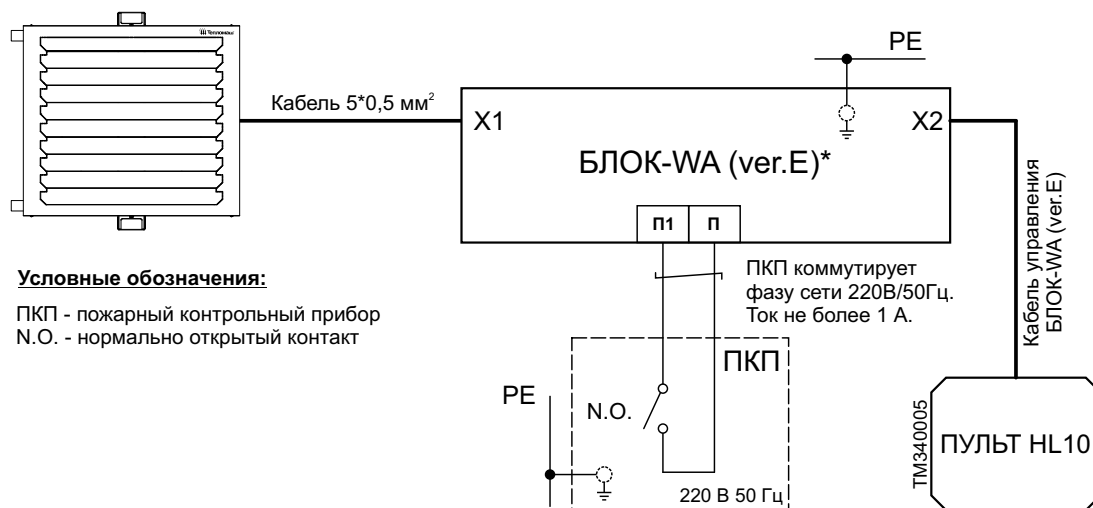 Тепломаш
PE
Кабель 5*0,5 мм²
X1
X2
БЛОК-WA (ver.E)*
П1
П
Условные обозначения:
ПКП - пожарный контрольный прибор
N.O. - нормально открытый контакт
ПКП коммутирует
фазу сети 220В/50Гц.
Ток не более 1 А.
Кабель управления
БЛОК-WA (ver.E)
ПКП
PE
N.O.
220 В 50 Гц
TM340005
ПУЛЬТ HL10